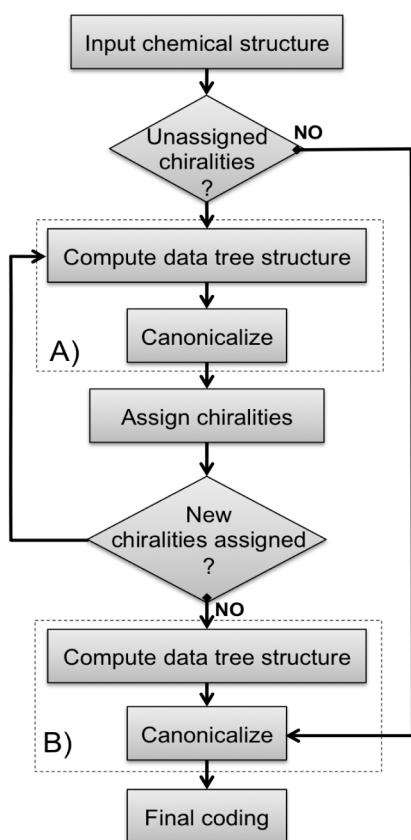 Input chemical structure
Unassigned
chiralities
?
NO
Compute data tree structure
Canonicalize
A)
Assign chiralities
New
chiralities assigned
?
NO
Compute data tree structure
Canonicalize
B)
Final coding